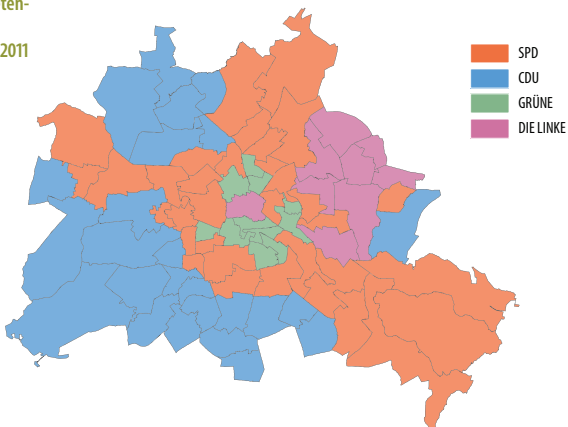 ten-
2011
SPD
CDU
GRÜNE
DIE LINKE